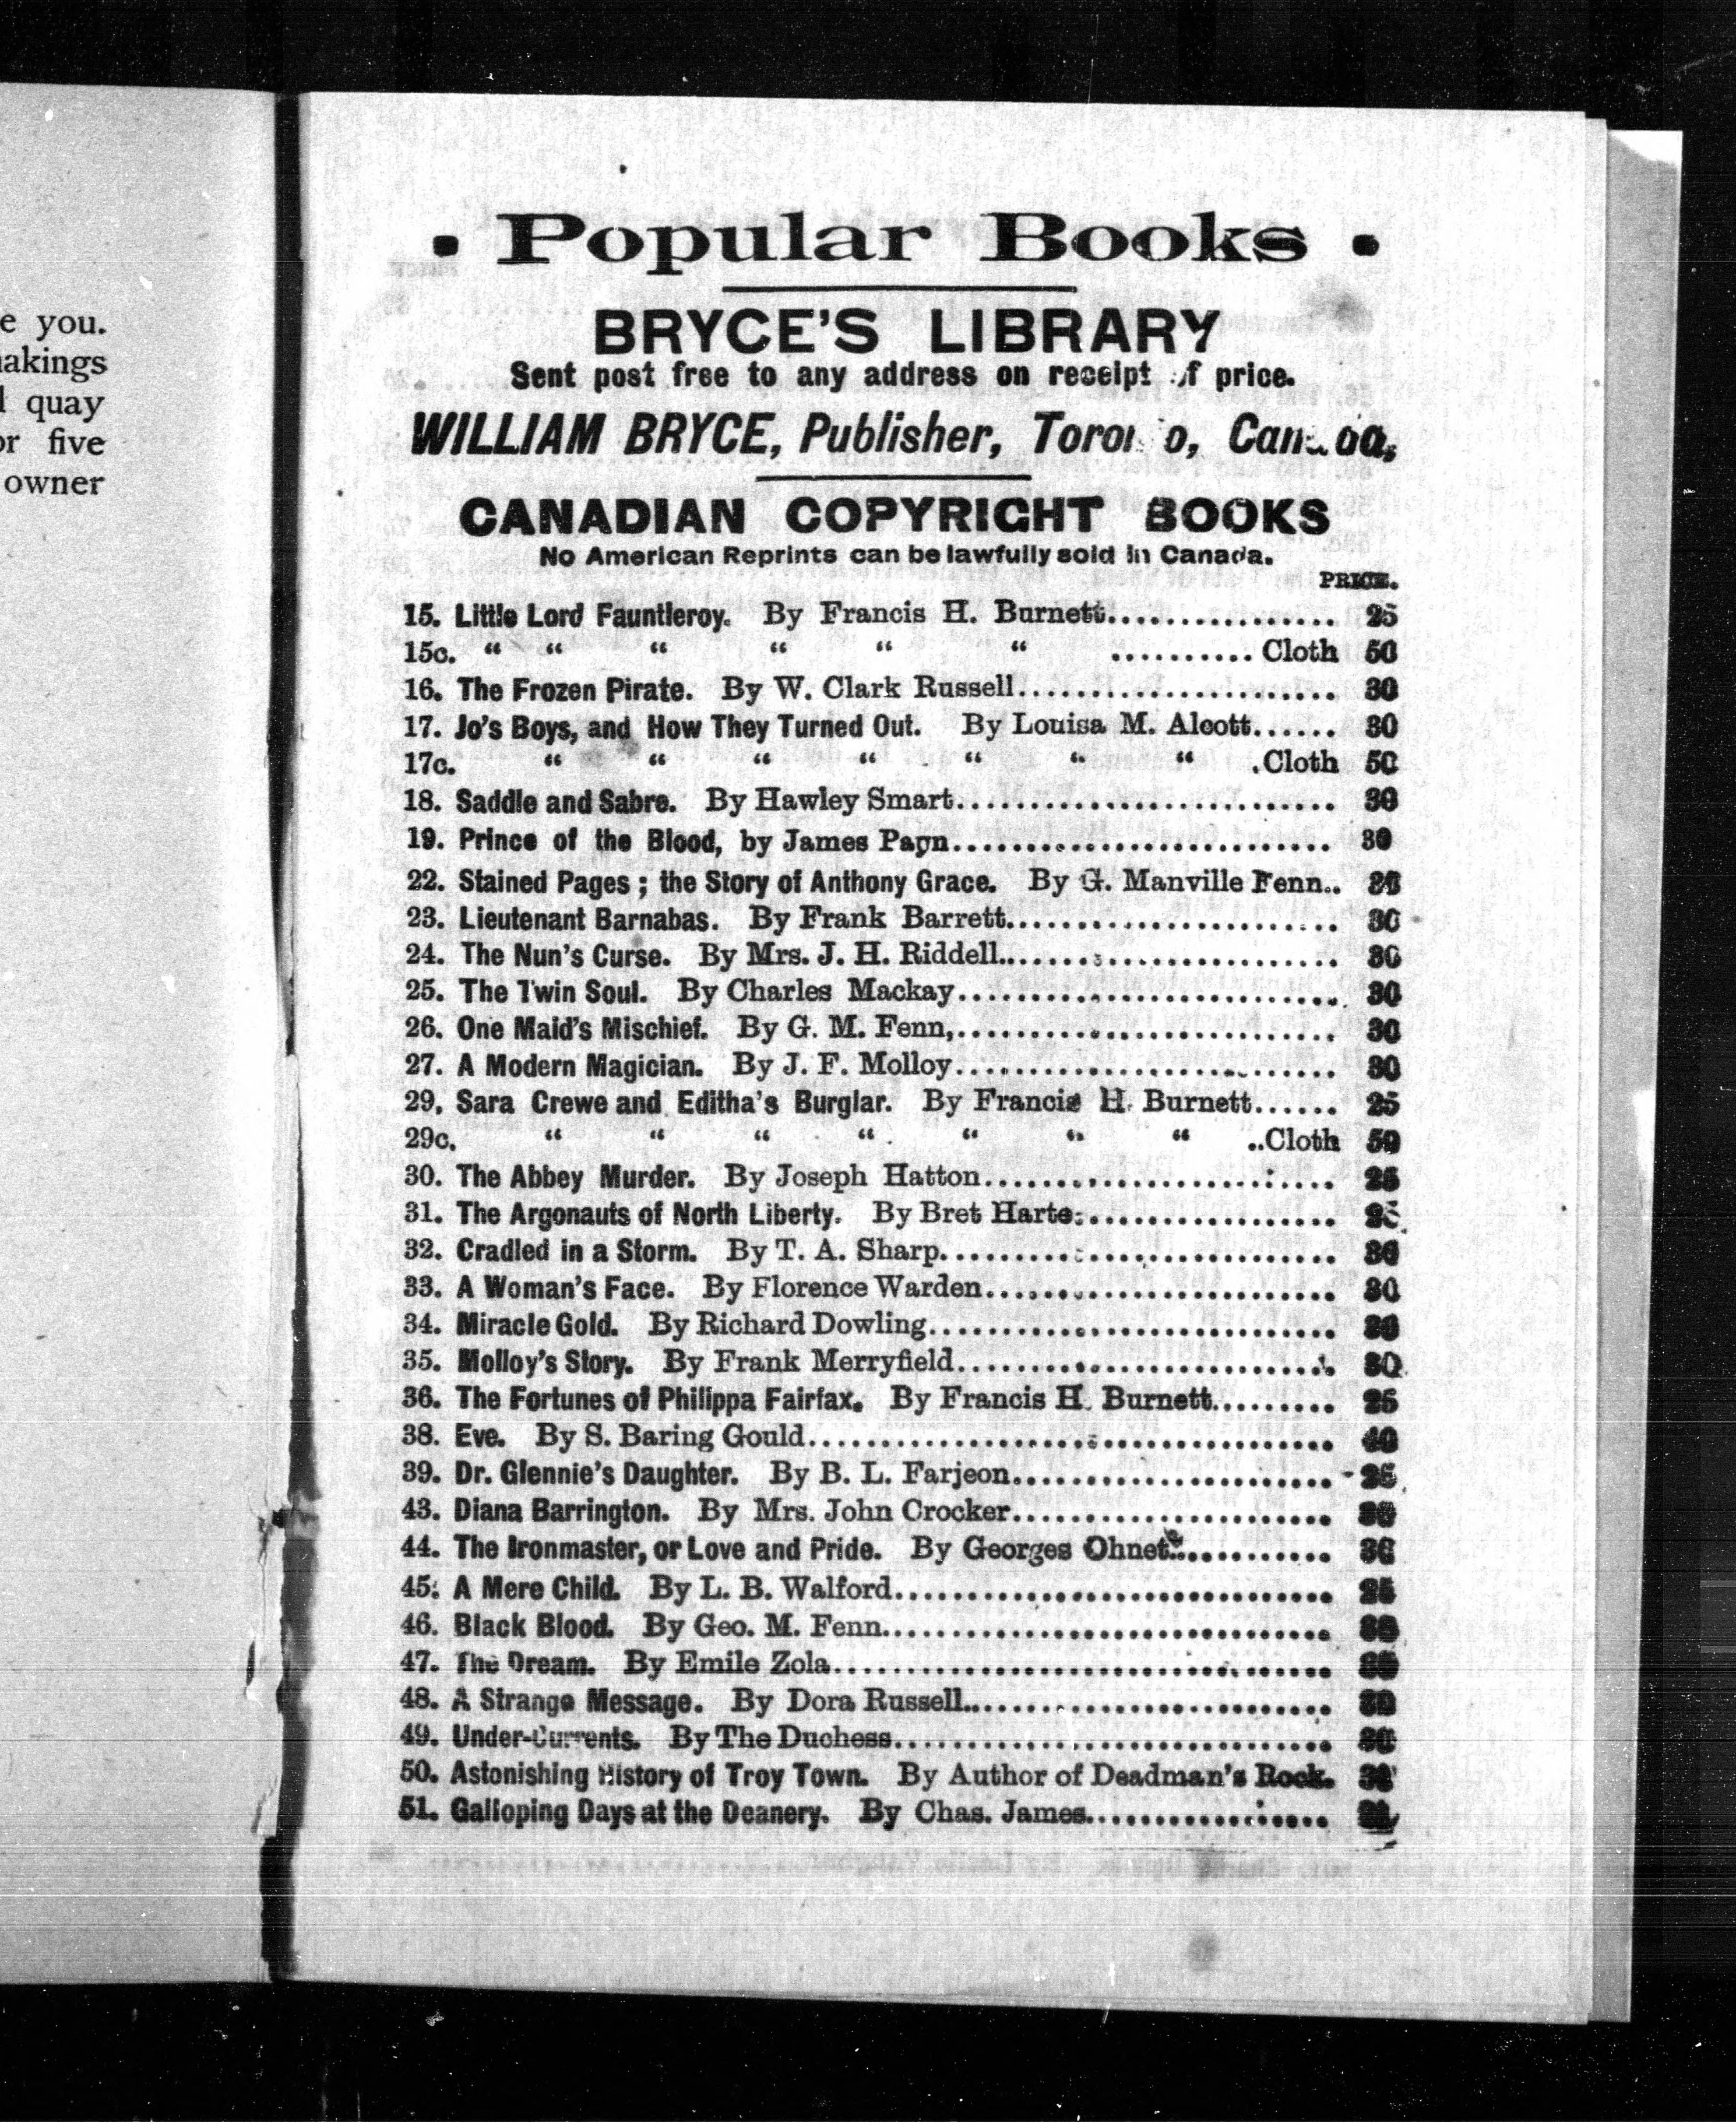 e you.
akings
quay
or five
owner
• Popular Books •
BRYCE'S LIBRARY
Sent post free to any address on receipt of price.
WILLIAM BRYCE, Publisher, Toronto, Canada,
CANADIAN COPYRIGHT BOOKS
No American Reprints can be lawfully sold in Canada.
PRICE.
15. Little Lord Fauntleroy. By Francis H. Burnett................ 25
15c. “ “ “ “ “ “ .......... Cloth 50
16. The Frozen Pirate. By W. Clark Russell...................... 30
17. Jo's Boys, and How They Turned Out. By Louisa M. Alcott...... 30
17c. “ “ “ “ “ “ “ .Cloth 50
18. Saddle and Sabre. By Hawley Smart.......................... 30
19. Prince of the Blood, by James Payn.......................... 30
22. Stained Pages ; the Story of Anthony Grace. By G. Manville Fenn..
23. Lieutenant Barnabas. By Frank Barrett....................... 30
24. The Nun's Curse. By Mrs. J. H. Riddell....................... 30
25. The Twin Soul. By Charles Mackay.......................... 30
26. One Maid's Mischief. By G. M. Fenn,.......................... 30
27. A Modern Magician. By J. F. Molloy.......................... 30
29. Sara Crewe and Editha's Burglar. By Francis H. Burnett...... 25
29c. “ “ “ “ “ “ “ ..Cloth 50
30. The Abbey Murder. By Joseph Hatton........................ 25
31. The Argonauts of North Liberty. By Bret Harte.................. 25
32. Cradled in a Storm. By T. A. Sharp........................... 30
33. A Woman's Face. By Florence Warden........................ 30
34. Miracle Gold. By Richard Dowling............................ 30
35. Molloy's Story. By Frank Merryfield.......................... 30
36. The Fortunes of Philippa Fairfax. By Francis H. Burnett......... 25
38. Eve. By S. Baring Gould.................................... 40
39. Dr. Glennie's Daughter. By B. L. Farjeon...................... 25
43. Diana Barrington. By Mrs. John Crocker...................... 30
44. The Ironmaster, or Love and Pride. By Georges Ohnet............ 30
45. A Mere Child. By L. B. Walford.............................. 25
46. Black Blood. By Geo. M. Fenn............................... 30
47. The Dream. By Emile Zola.................................. 30
48. A Strange Message. By Dora Russell......................... 30
49. Under-Currents. By The Duchess.............................. 30
50. Astonishing History of Troy Town. By Author of Deadman's Rock. 30
51. Galloping Days at the Deanery. By Chas. James.................